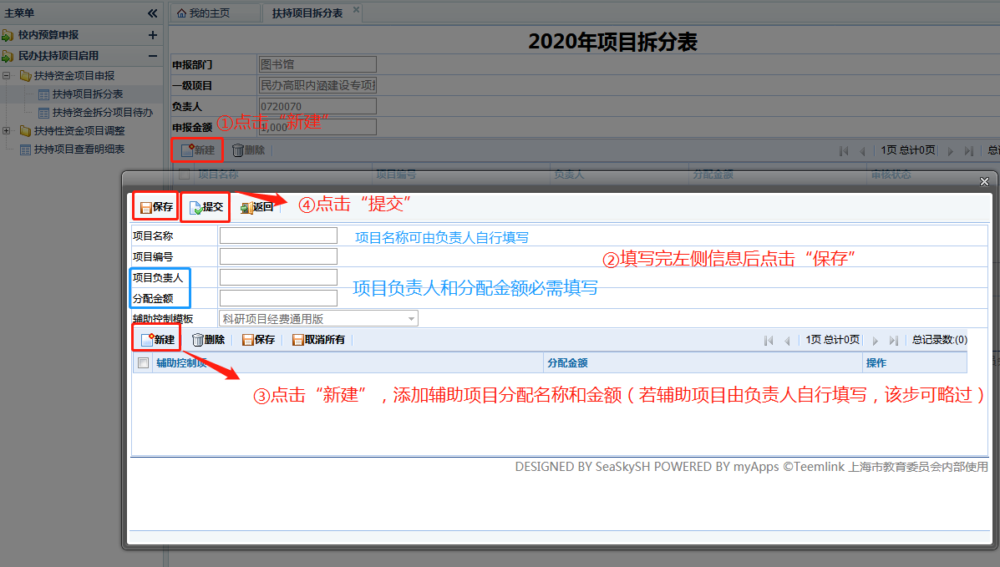 主菜单
我的主页
扶持项目拆分表
校内预算申报
民办扶持项目启用
扶持资金项目申报
扶持项目拆分表
扶持资金拆分项目待办
扶持性资金项目调整
扶持项目查看明细表
2020年项目拆分表
申报部门 图书馆
一级项目 民办高职内涵建设专项
负责人 0720070
申报金额 1,000
①点击“新建”
新建 删除 1页 总计0页 总
项目名称 项目编号 负责人 分配金额 审核状态
保存 提交 返回 ④点击“提交”
项目名称 项目名称可由负责人自行填写
项目编号 ②填写完左侧信息后点击“保存”
项目负责人
分配金额 项目负责人和分配金额必需填写
辅助控制模板 科研项目经费通用版
新建 删除 保存 取消所有 1页 总计0页 总记录数:(0)
辅助控制项 分配金额 操作
③点击“新建”，添加辅助项目分配名称和金额（若辅助项目由负责人自行填写，该步可略过）
DESIGNED BY SeaSkySH POWERED BY myApps ©Teemlink 上海市教育委员会内部使用